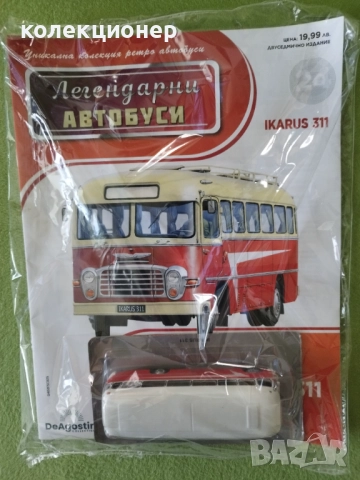 колекционер
Уникална колекция ретро автобуси
ЦЕНА: 19,99 ЛВ.
ДВУСЕДМИЧНО ИЗДАНИЕ
Легендарни
АВТОБУСИ
IKARUS 311
IKARUS 311
311
DeAgostini
BAZAR